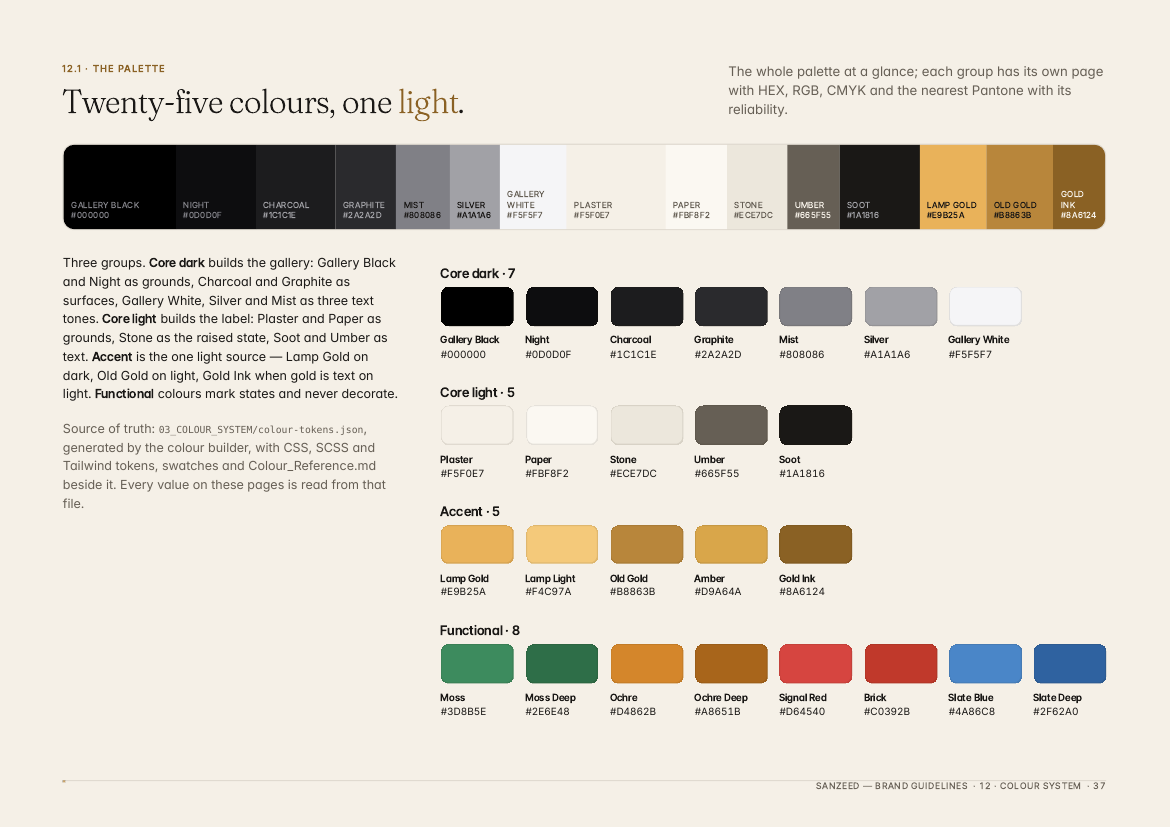 12.1 · THE PALETTE
Twenty-five colours, one light.
The whole palette at a glance; each group has its own page
with HEX, RGB, CMYK and the nearest Pantone with its
reliability.
GALLERY BLACK
#000000
NIGHT
#0D0D0F
CHARCOAL
#1C1C1E
GRAPHITE
#2A2A2D
MIST
#808086
SILVER
#A1A1A6
GALLERY
WHITE
#F5F5F7
PLASTER
#F5F0E7
PAPER
#FBF8F2
STONE
#ECE7DC
UMBER
#665F55
SOOT
#1A1816
LAMP GOLD
#E9B25A
OLD GOLD
#B8863B
GOLD
INK
#8A6124
Three groups. Core dark builds the gallery: Gallery Black
and Night as grounds, Charcoal and Graphite as
surfaces, Gallery White, Silver and Mist as three text
tones. Core light builds the label: Plaster and Paper as
grounds, Stone as the raised state, Soot and Umber as
text. Accent is the one light source — Lamp Gold on
dark, Old Gold on light, Gold Ink when gold is text on
light. Functional colours mark states and never decorate.
Source of truth: 03_COLOUR_SYSTEM/colour-tokens.json,
generated by the colour builder, with CSS, SCSS and
Tailwind tokens, swatches and Colour_Reference.md
beside it. Every value on these pages is read from that
file.
Core dark · 7
Gallery Black
#000000
Night
#0D0D0F
Charcoal
#1C1C1E
Graphite
#2A2A2D
Mist
#808086
Silver
#A1A1A6
Gallery White
#F5F5F7
Core light · 5
Plaster
#F5F0E7
Paper
#FBF8F2
Stone
#ECE7DC
Umber
#665F55
Soot
#1A1816
Accent · 5
Lamp Gold
#E9B25A
Lamp Light
#F4C97A
Old Gold
#B8863B
Amber
#D9A64A
Gold Ink
#8A6124
Functional · 8
Moss
#3D8B5E
Moss Deep
#2E6E48
Ochre
#D4862B
Ochre Deep
#A8651B
Signal Red
#D64540
Brick
#C0392B
Slate Blue
#4A86C8
Slate Deep
#2F62A0
SANZEED — BRAND GUIDELINES · 12 · COLOUR SYSTEM · 37